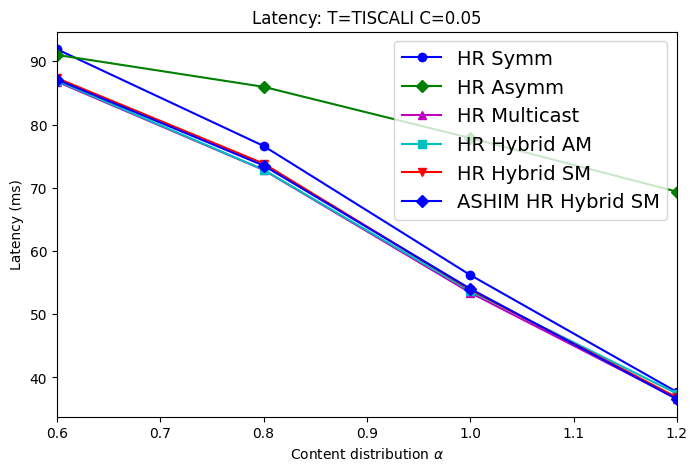 Latency: T=TISCALI C=0.05
Latency (ms)
90
80
70
60
50
40
HR Symm
HR Asymm
HR Multicast
HR Hybrid AM
HR Hybrid SM
ASHIM HR Hybrid SM
0.6 0.7 0.8 0.9 1.0 1.1 1.2
Content distribution α